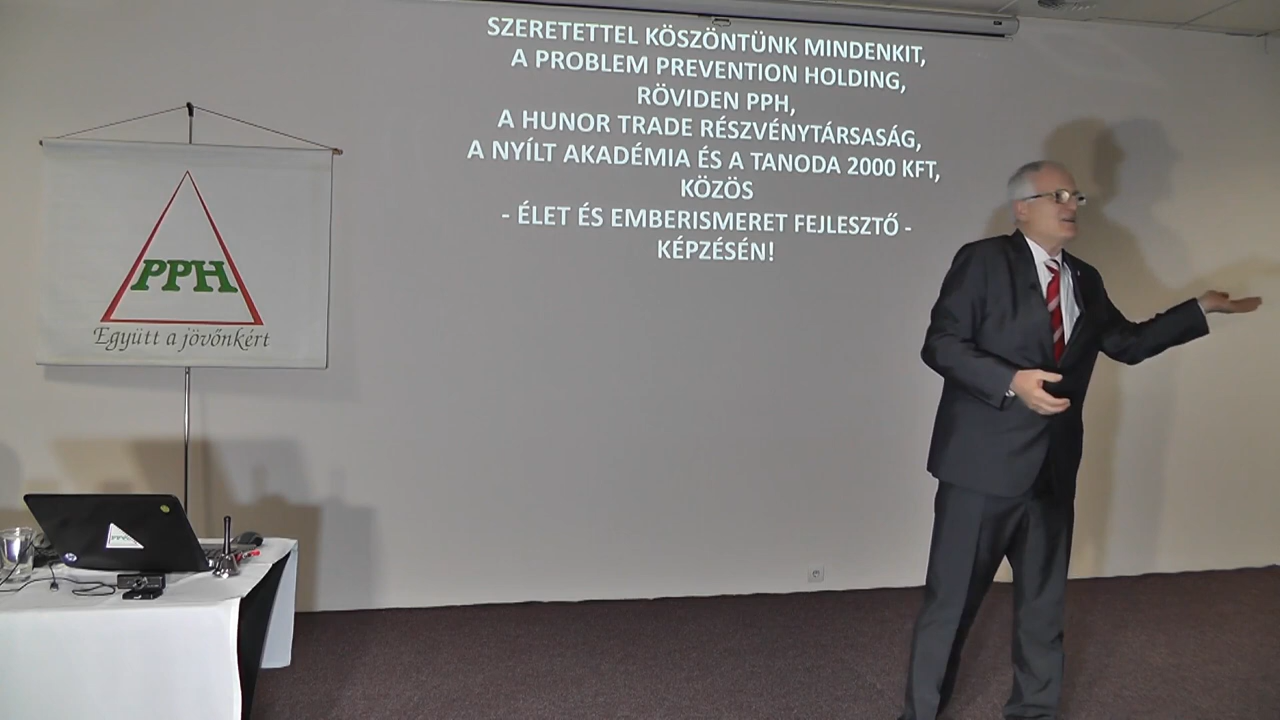 SZERETETTEL KÖSZÖNTÜNK MINDENKIT,
A PROBLEM PREVENTION HOLDING,
RÖVIDEN PPH,
A HUNOR TRADE RÉSZVÉNYTÁRSASÁG,
A NYÍLT AKADÉMIA ÉS A TANODA 2000 KFT,
KÖZÖS
- ÉLET ÉS EMBERISMERET FEJLESZTŐ -
KÉPZÉSÉN!
PPH
Együtt a jövőnkért
PPH